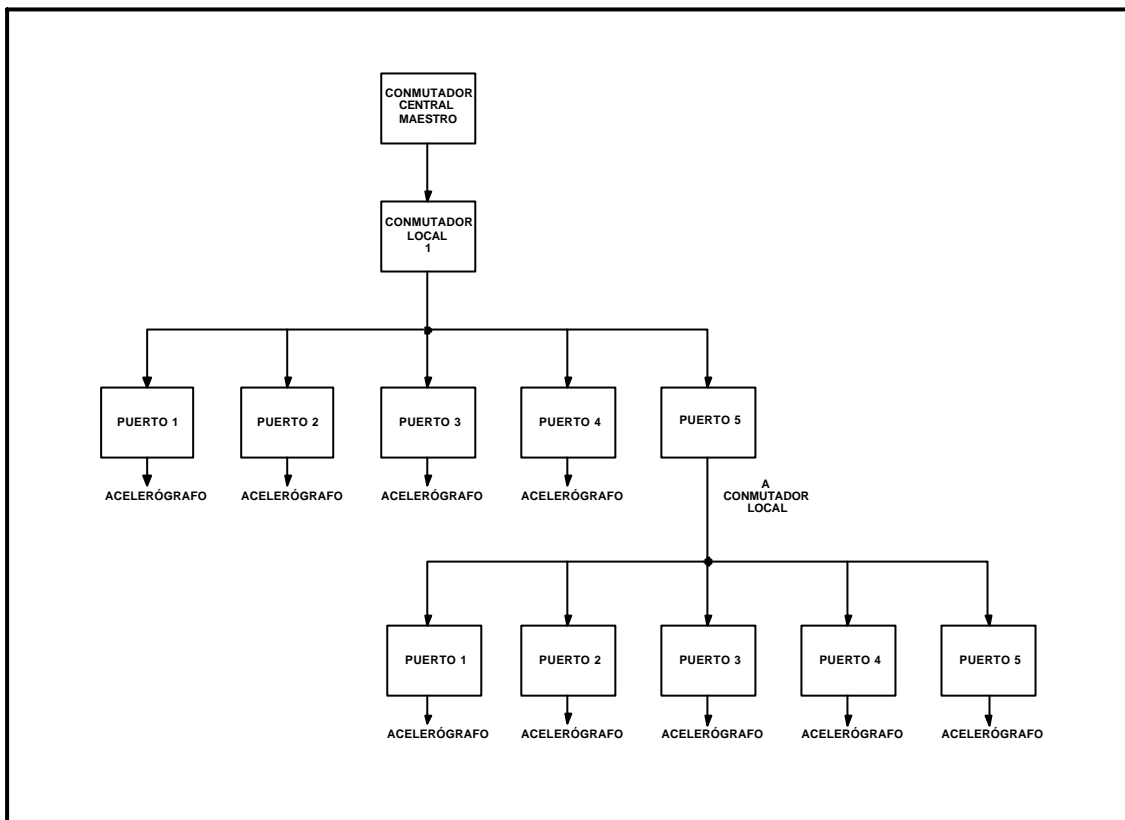 CONMUTADOR
CENTRAL
MAESTRO
CONMUTADOR
LOCAL
1
PUERTO 1
PUERTO 2
PUERTO 3
PUERTO 4
PUERTO 5
ACELERÓGRAFO
ACELERÓGRAFO
ACELERÓGRAFO
ACELERÓGRAFO
A
CONMUTADOR
LOCAL
PUERTO 1
PUERTO 2
PUERTO 3
PUERTO 4
PUERTO 5
ACELERÓGRAFO
ACELERÓGRAFO
ACELERÓGRAFO
ACELERÓGRAFO
ACELERÓGRAFO